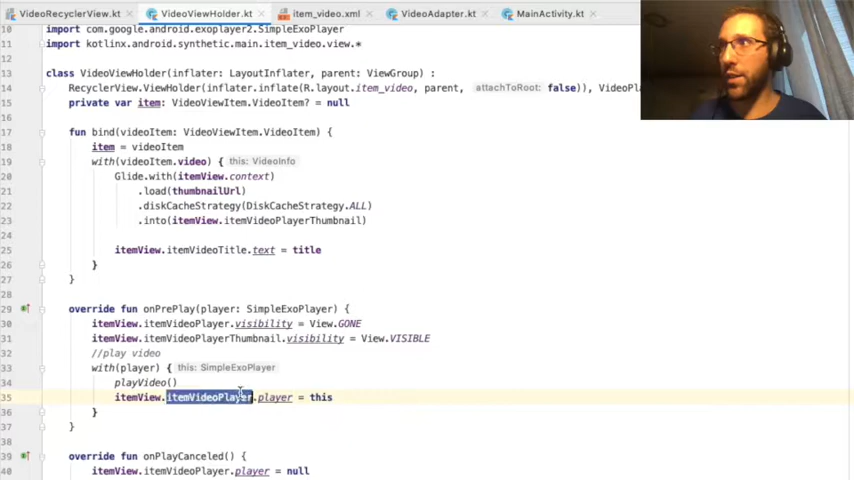 VideoRecyclerView.kt × VideoViewHolder.kt × item_video.xml × VideoAdapter.kt × MainActivity.kt ×
10 import com.google.android.exoplayer2.SimpleExoPlayer
11 import kotlinx.android.synthetic.main.item_video.view.*
12
13 class VideoViewHolder(inflater: LayoutInflater, parent: ViewGroup) :
14 RecyclerView.ViewHolder(inflater.inflate(R.layout.item_video, parent, attachToRoot: false)), VideoPla
15 private var item: VideoViewItem.VideoItem? = null
16
17 fun bind(videoItem: VideoViewItem.VideoItem) {
18 item = videoItem
19 with(videoItem.video) { this: VideoInfo
20 Glide.with(itemView.context)
21 .load(thumbnailUrl)
22 .diskCacheStrategy(DiskCacheStrategy.ALL)
23 .into(itemView.itemVideoPlayerThumbnail)
24
25 itemView.itemVideoTitle.text = title
26 }
27 }
28
29 override fun onPrePlay(player: SimpleExoPlayer) {
30 itemView.itemVideoPlayer.visibility = View.GONE
31 itemView.itemVideoPlayerThumbnail.visibility = View.VISIBLE
32 //play video
33 with(player) { this: SimpleExoPlayer
34 playVideo()
35 itemView.itemVideoPlayer.player = this
36 }
37 }
38
39 override fun onPlayCanceled() {
40 itemView.itemVideoPlayer.player = null